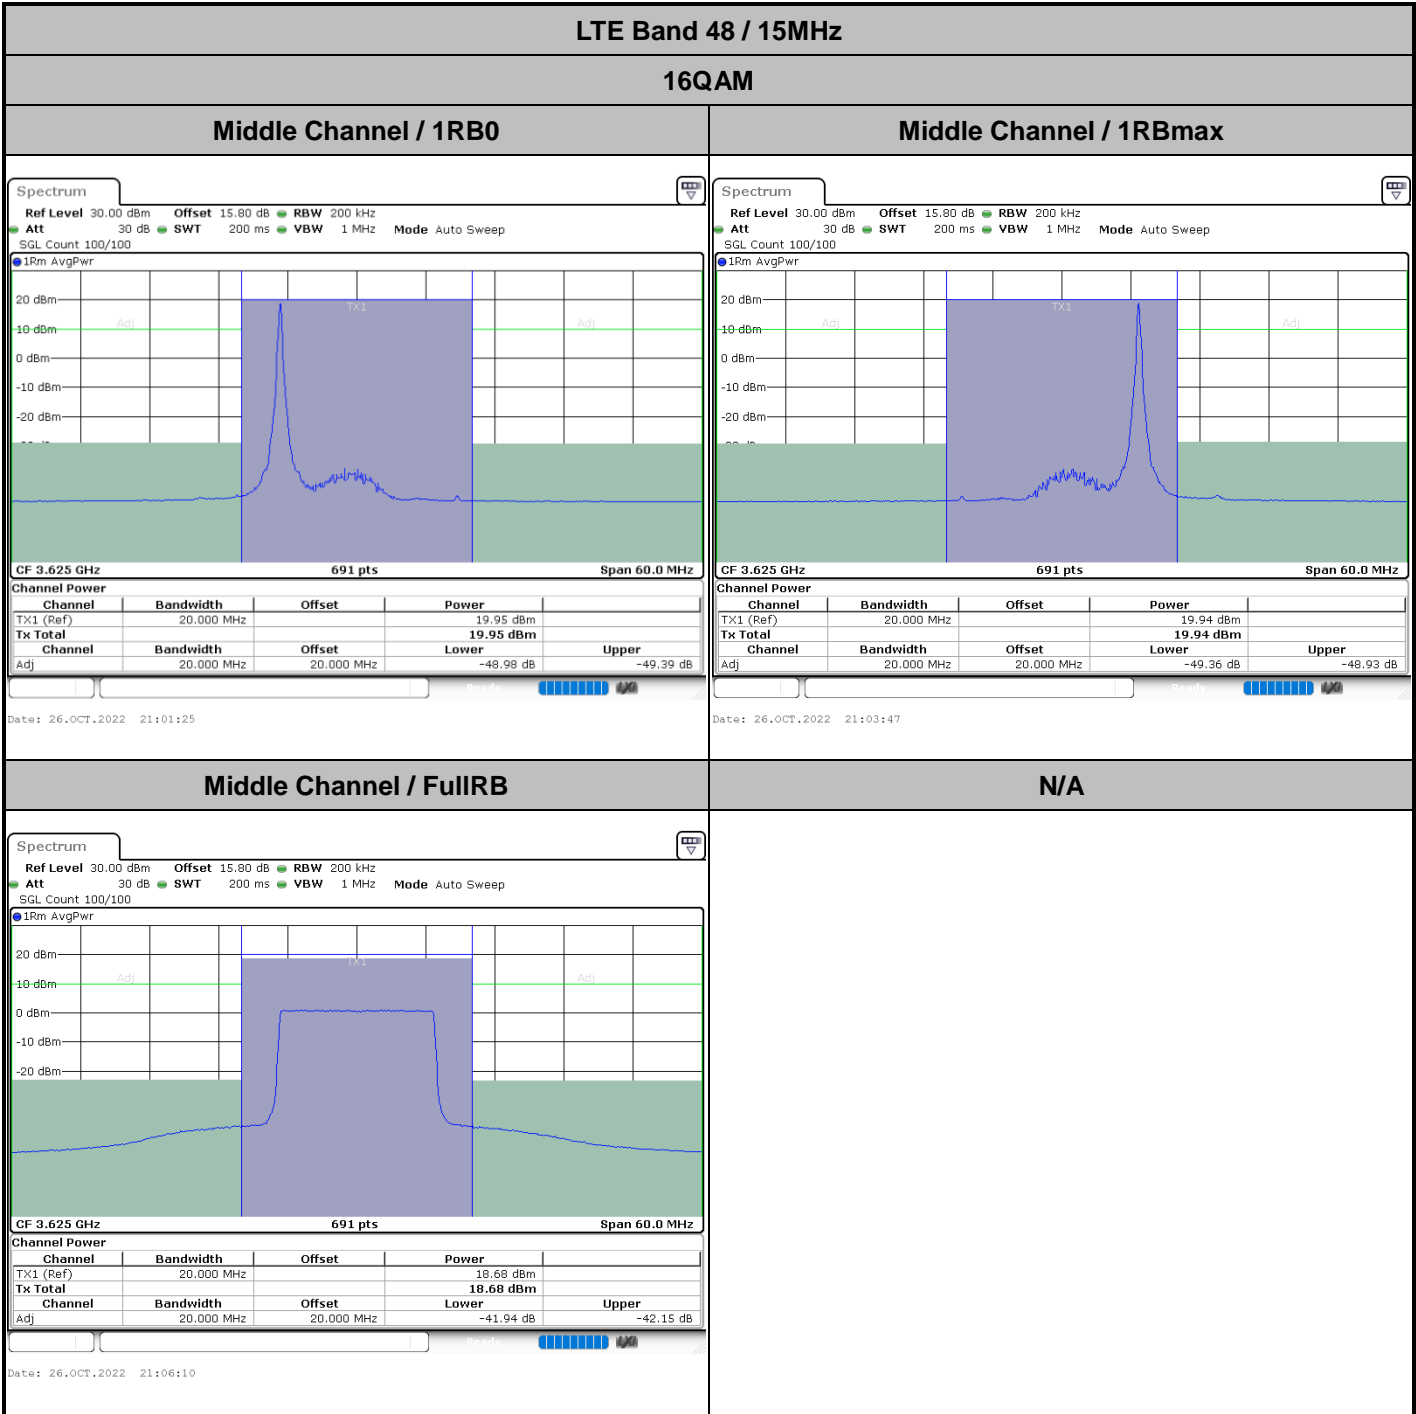 LTE Band 48 / 15MHz
16QAM
Middle Channel / 1RB0
Middle Channel / 1RBmax
Spectrum
Ref Level 30.00 dBm Offset 15.80 dB RBW 200 kHz
Att 30 dB SWT 200 ms VBW 1 MHz Mode Auto Sweep
SGL Count 100/100
1Rm AvgPwr
TX1
Adj
Adj
20 dBm
10 dBm
0 dBm
-10 dBm
-20 dBm
CF 3.625 GHz 691 pts Span 60.0 MHz
Channel Power
Channel Bandwidth Offset Power
TX1 (Ref) 20.000 MHz 19.95 dBm
Tx Total 19.95 dBm
Channel Bandwidth Offset Lower Upper
Adj 20.000 MHz 20.000 MHz -48.98 dB -49.39 dB
Ready
Date: 26.OCT.2022 21:01:25
Spectrum
Ref Level 30.00 dBm Offset 15.80 dB RBW 200 kHz
Att 30 dB SWT 200 ms VBW 1 MHz Mode Auto Sweep
SGL Count 100/100
1Rm AvgPwr
TX1
Adj
Adj
20 dBm
10 dBm
0 dBm
-10 dBm
-20 dBm
CF 3.625 GHz 691 pts Span 60.0 MHz
Channel Power
Channel Bandwidth Offset Power
TX1 (Ref) 20.000 MHz 19.94 dBm
Tx Total 19.94 dBm
Channel Bandwidth Offset Lower Upper
Adj 20.000 MHz 20.000 MHz -49.36 dB -48.93 dB
Ready
Date: 26.OCT.2022 21:03:47
Middle Channel / FullRB
N/A
Spectrum
Ref Level 30.00 dBm Offset 15.80 dB RBW 200 kHz
Att 30 dB SWT 200 ms VBW 1 MHz Mode Auto Sweep
SGL Count 100/100
1Rm AvgPwr
TX1
Adj
Adj
20 dBm
10 dBm
0 dBm
-10 dBm
-20 dBm
CF 3.625 GHz 691 pts Span 60.0 MHz
Channel Power
Channel Bandwidth Offset Power
TX1 (Ref) 20.000 MHz 18.68 dBm
Tx Total 18.68 dBm
Channel Bandwidth Offset Lower Upper
Adj 20.000 MHz 20.000 MHz -41.94 dB -42.15 dB
Ready
Date: 26.OCT.2022 21:06:10